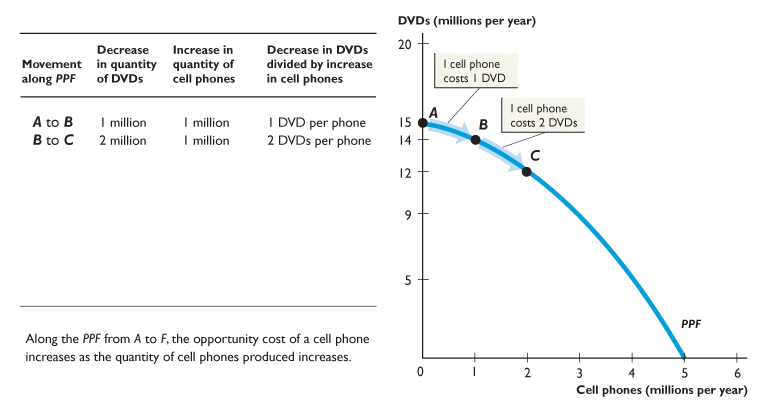 Movement along PPF
Decrease in quantity of DVDs
Increase in quantity of cell phones
Decrease in DVDs divided by increase in cell phones
A to B 1 million 1 million 1 DVD per phone
B to C 2 million 1 million 2 DVDs per phone
Along the PPF from A to F, the opportunity cost of a cell phone
increases as the quantity of cell phones produced increases.
DVDs (millions per year)
20
1 cell phone
costs 1 DVD
1 cell phone
costs 2 DVDs
15
A
14
B
12
C
9
5
PPF
0 1 2 3 4 5 6
Cell phones (millions per year)